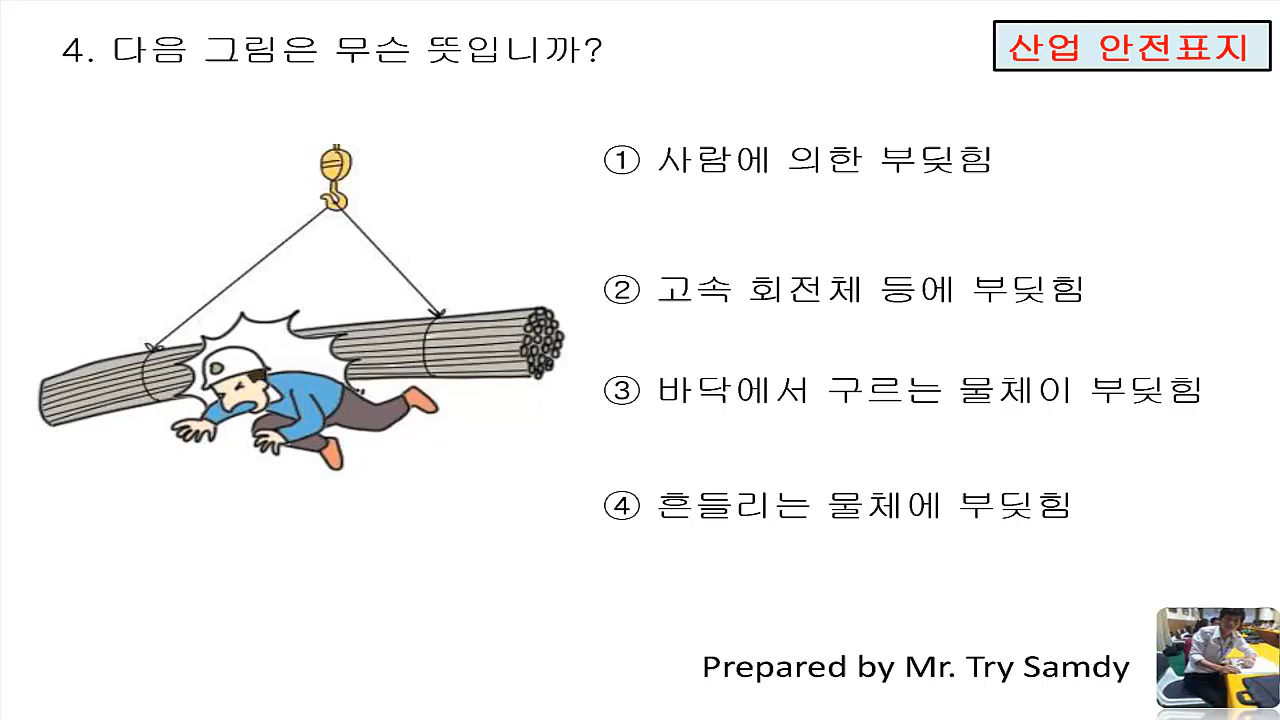 4. 다음 그림은 무슨 뜻입니까?
산업 안전표지
① 사람에 의한 부딪힘
② 고속 회전체 등에 부딪힘
③ 바닥에서 구르는 물체이 부딪힘
④ 흔들리는 물체에 부딪힘
Prepared by Mr. Try Samdy